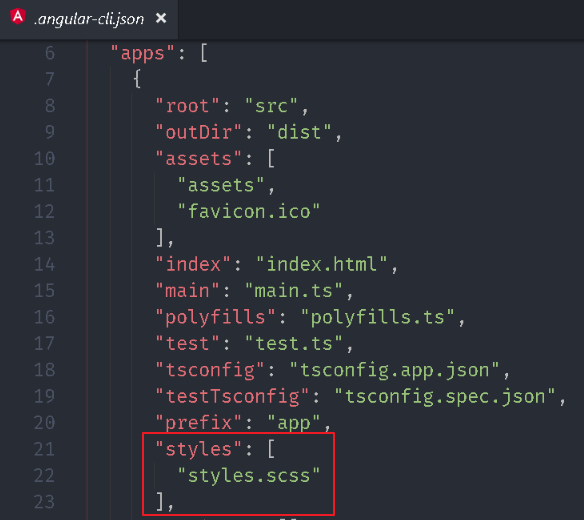 .angular-cli.json ×
6 "apps": [
7 {
8 "root": "src",
9 "outDir": "dist",
10 "assets": [
11 "assets",
12 "favicon.ico"
13 ],
14 "index": "index.html",
15 "main": "main.ts",
16 "polyfills": "polyfills.ts",
17 "test": "test.ts",
18 "tsconfig": "tsconfig.app.json",
19 "testTsconfig": "tsconfig.spec.json",
20 "prefix": "app",
21 "styles": [
22 "styles.scss"
23 ],